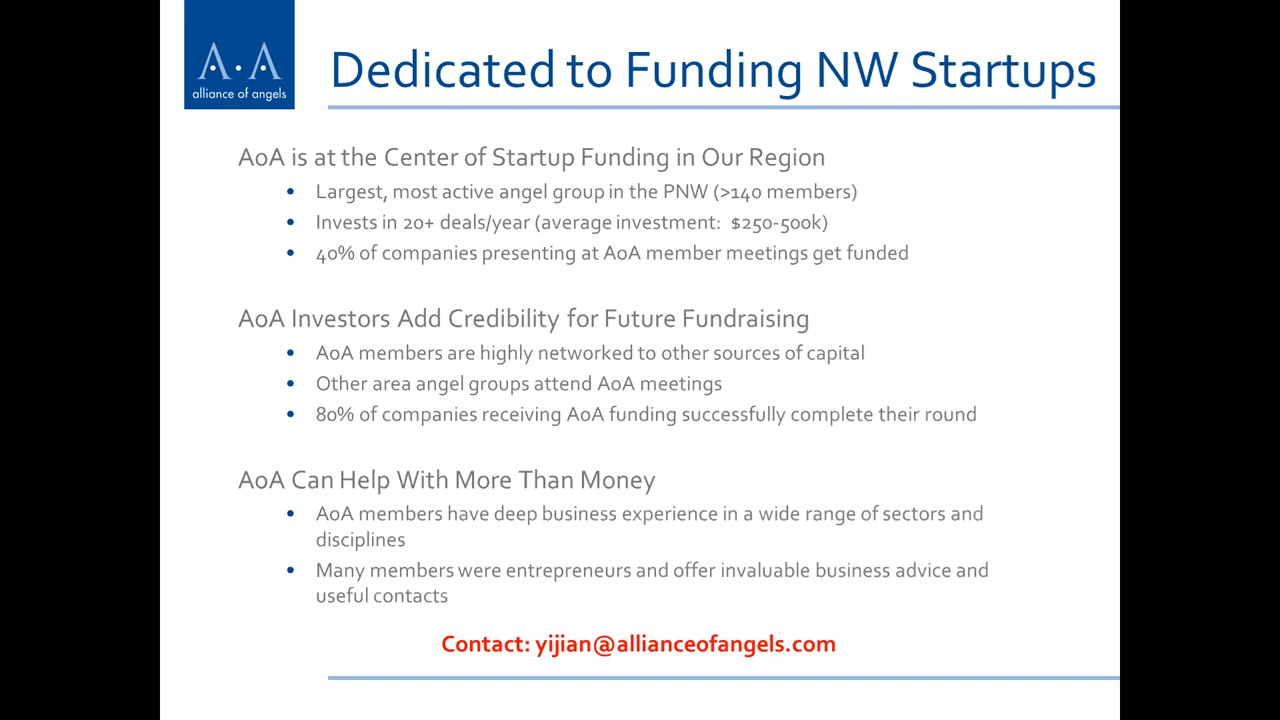 A·A
alliance of angels
Dedicated to Funding NW Startups
AoA is at the Center of Startup Funding in Our Region
• Largest, most active angel group in the PNW (>140 members)
• Invests in 20+ deals/year (average investment: $250-500k)
• 40% of companies presenting at AoA member meetings get funded
AoA Investors Add Credibility for Future Fundraising
• AoA members are highly networked to other sources of capital
• Other area angel groups attend AoA meetings
• 80% of companies receiving AoA funding successfully complete their round
AoA Can Help With More Than Money
• AoA members have deep business experience in a wide range of sectors and
disciplines
• Many members were entrepreneurs and offer invaluable business advice and
useful contacts
Contact: yijian@allianceofangels.com